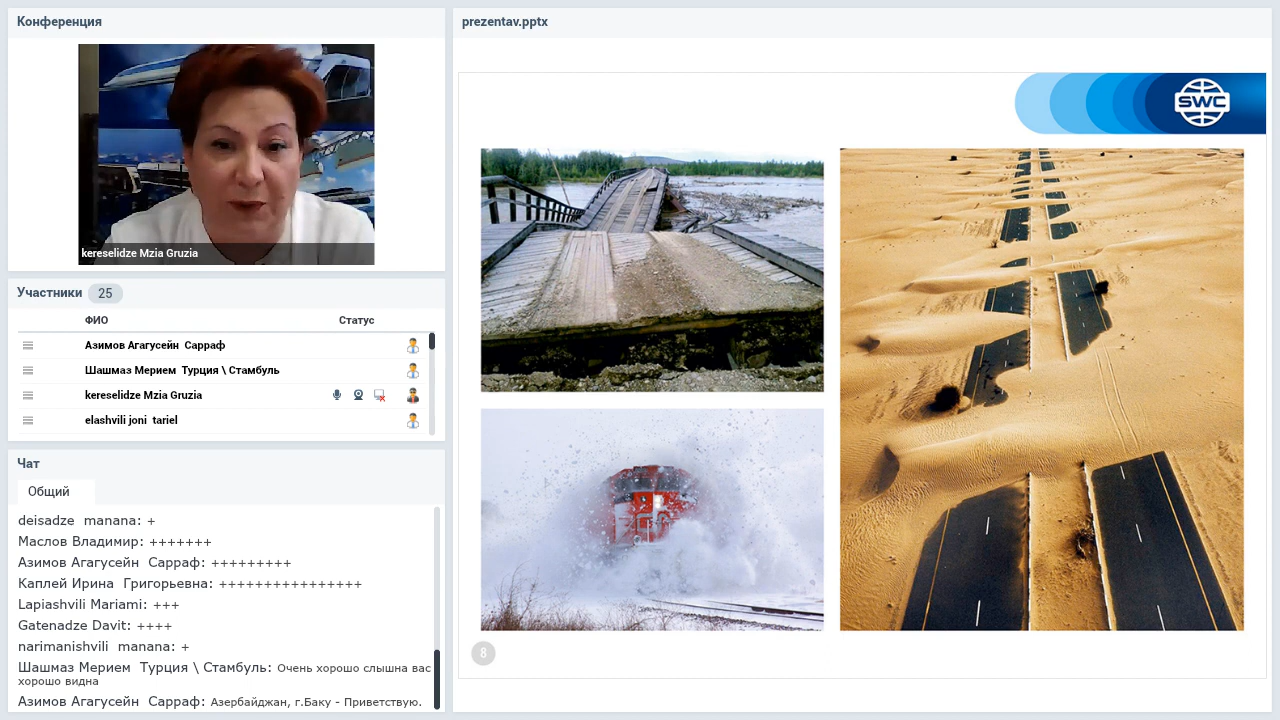 Конференция
kereselidze Mzia Gruzia
Участники 25
ФИО Статус
Азимов Агагусейн Сарраф
Шашмаз Мерием Турция \ Стамбуль
kereselidze Mzia Gruzia
elashvili joni tariel
Чат
Общий
deisadze manana: +
Маслов Владимир: +++++++
Азимов Агагусейн Сарраф: +++++++++
Каплей Ирина Григорьевна: ++++++++++++++++
Lapiashvili Mariami: +++
Gatenadze Davit: ++++
narimanishvili manana: +
Шашмаз Мерием Турция \ Стамбуль: Очень хорошо слышна вас
хорошо видна
Азимов Агагусейн Сарраф: Азербайджан, г.Баку - Приветствую.
prezentav.pptx
SWC
8